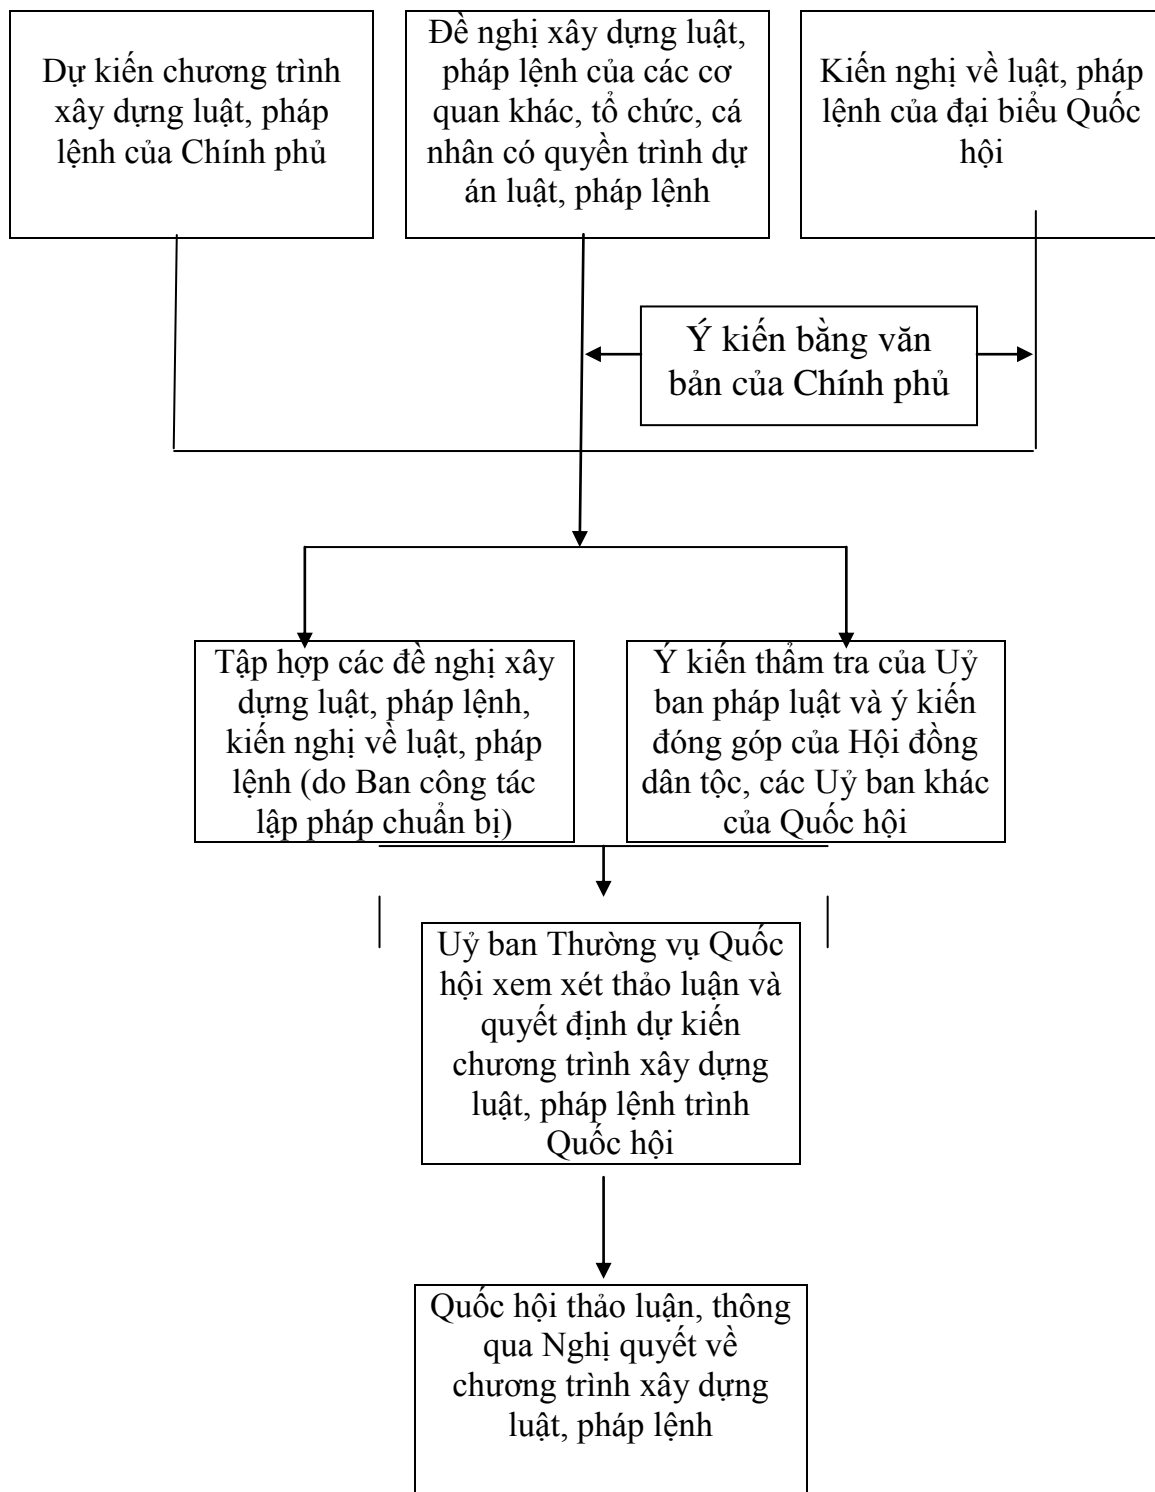 Dự kiến chương trình
xây dựng luật, pháp
lệnh của Chính phủ
Đề nghị xây dựng luật,
pháp lệnh của các cơ
quan khác, tổ chức, cá
nhân có quyền trình dự
án luật, pháp lệnh
Kiến nghị về luật, pháp
lệnh của đại biểu Quốc
hội
Ý kiến bằng văn
bản của Chính phủ
Tập hợp các đề nghị xây
dựng luật, pháp lệnh,
kiến nghị về luật, pháp
lệnh (do Ban công tác
lập pháp chuẩn bị)
Ý kiến thẩm tra của Uỷ
ban pháp luật và ý kiến
đóng góp của Hội đồng
dân tộc, các Uỷ ban khác
của Quốc hội
Uỷ ban Thường vụ Quốc
hội xem xét thảo luận và
quyết định dự kiến
chương trình xây dựng
luật, pháp lệnh trình
Quốc hội
Quốc hội thảo luận, thông
qua Nghị quyết về
chương trình xây dựng
luật, pháp lệnh